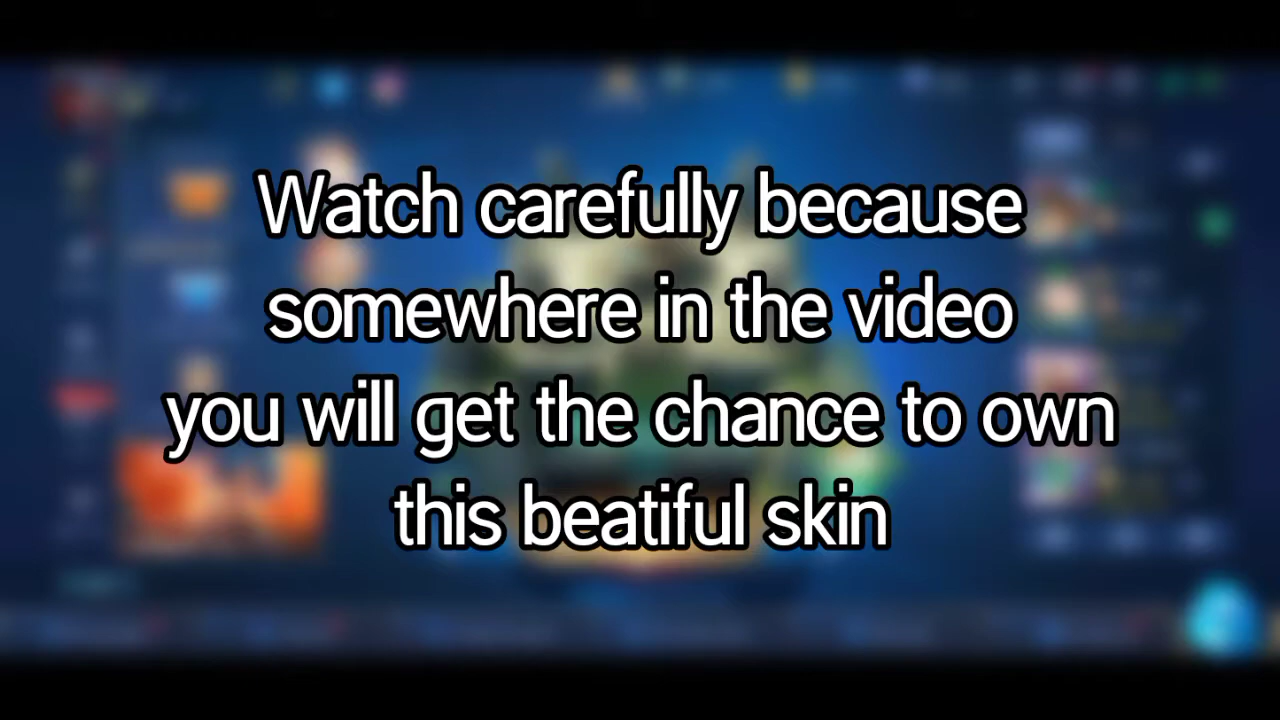 Watch carefully because
somewhere in the video
you will get the chance to own
this beatiful skin